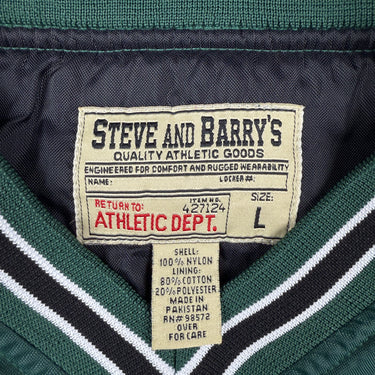 STEVE AND BARRY'S
QUALITY ATHLETIC GOODS
ENGINEERED FOR COMFORT AND RUGGED WEARABILITY
NAME: LOCKER #:
RETURN TO: ITEM NO. SIZE:
427124
ATHLETIC DEPT. L
SHELL:
100% NYLON
LINING:
80% COTTON
20% POLYESTER
MADE IN
PAKISTAN
RN# 98572
OVER
FOR CARE